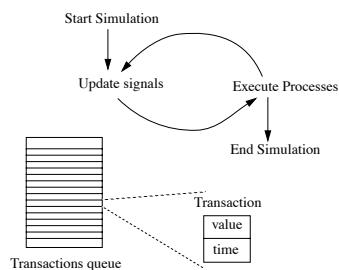 Start Simulation
Update signals
Execute Processes
End Simulation
Transaction
value
time
Transactions queue